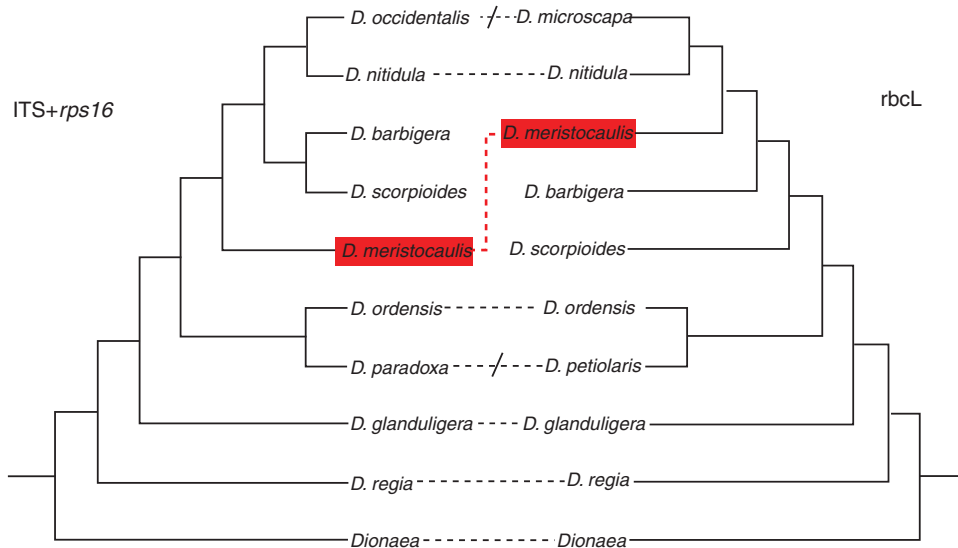 D. occidentalis D. microscapa
D. nitidula D. nitidula
ITS+rps16 rbcL
D. barbigera D. meristocaulis
D. scorpioides D. barbigera
D. meristocaulis D. scorpioides
D. ordensis D. ordensis
D. paradoxa D. petiolaris
D. glanduligera D. glanduligera
D. regia D. regia
Dionaea Dionaea